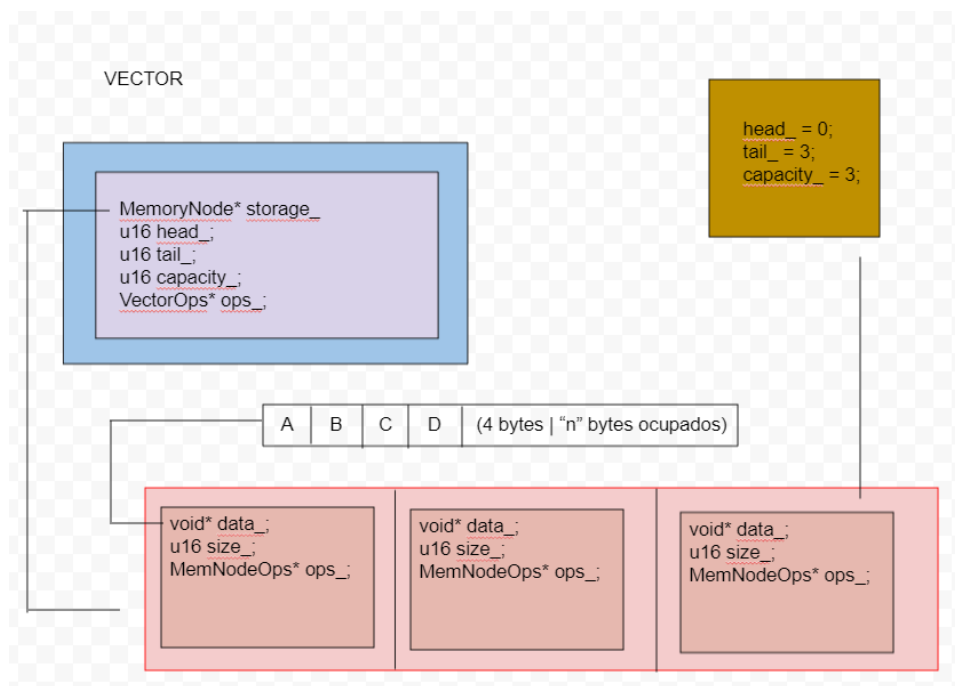 VECTOR
head_ = 0;
tail_ = 3;
capacity_ = 3;
MemoryNode* storage_
u16 head_;
u16 tail_;
u16 capacity_;
VectorOps* ops_;
A B C D (4 bytes | “n” bytes ocupados)
void* data_;
u16 size_;
MemNodeOps* ops_;
void* data_;
u16 size_;
MemNodeOps* ops_;
void* data_;
u16 size_;
MemNodeOps* ops_;